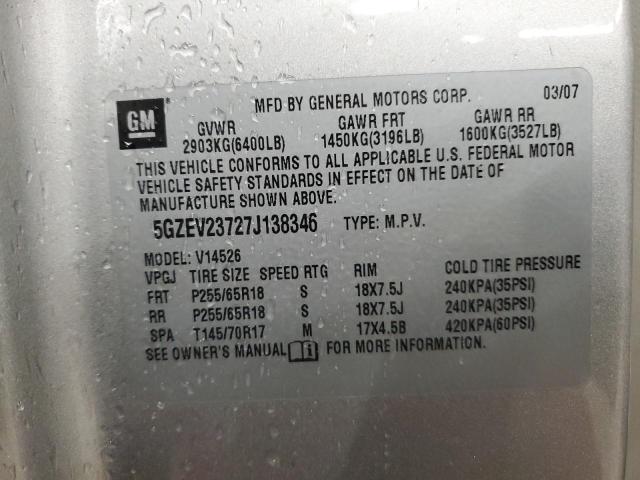 GM
MFD BY GENERAL MOTORS CORP. 03/07
GVWR GAWR FRT GAWR RR
2903KG(6400LB) 1450KG(3196LB) 1600KG(3527LB)
THIS VEHICLE CONFORMS TO ALL APPLICABLE U.S. FEDERAL MOTOR
VEHICLE SAFETY STANDARDS IN EFFECT ON THE DATE OF
MANUFACTURE SHOWN ABOVE.
5GZEV23727J138346 TYPE: M.P.V.
MODEL: V14526
VPGJ TIRE SIZE SPEED RTG RIM COLD TIRE PRESSURE
FRT P255/65R18 S 18X7.5J 240KPA(35PSI)
RR P255/65R18 S 18X7.5J 240KPA(35PSI)
SPA T145/70R17 M 17X4.5B 420KPA(60PSI)
SEE OWNER'S MANUAL i FOR MORE INFORMATION.